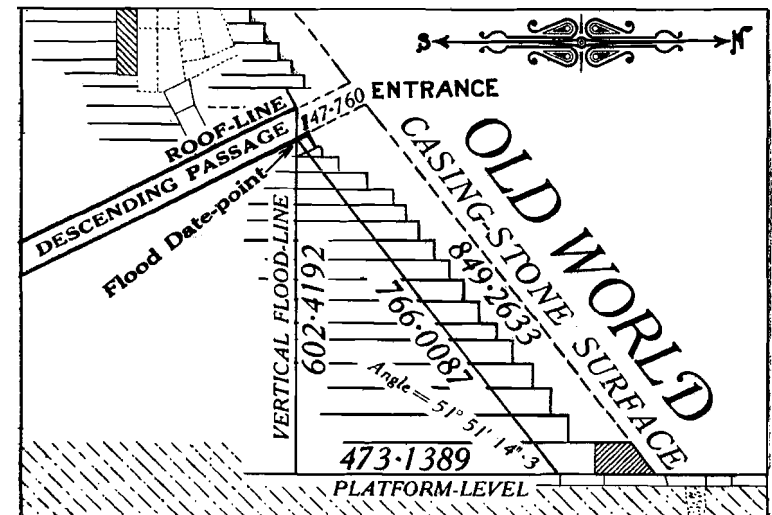 S N
ENTRANCE
ROOF-LINE
147·760
DESCENDING PASSAGE
Flood Date-point
OLD WORLD
CASING-STONE SURFACE
849·2633
766·0087
VERTICAL FLOOD-LINE
602·4192
Angle = 51° 51' 14"·3
473·1389
PLATFORM-LEVEL